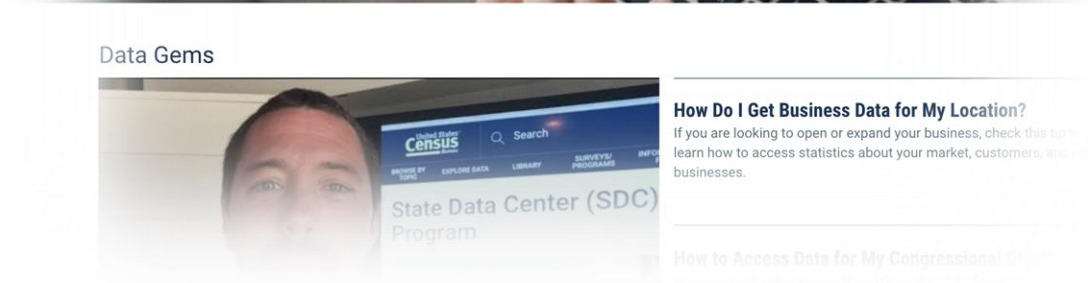 Data Gems
United States
Census
Bureau
Search
BROWSE BY
TOPIC
EXPLORE DATA
LIBRARY
SURVEYS/
PROGRAMS
State Data Center (SDC)
Program
How Do I Get Business Data for My Location?
If you are looking to open or expand your business, check this tip to
learn how to access statistics about your market, customers, and
businesses.
How to Access Data for My Congressional